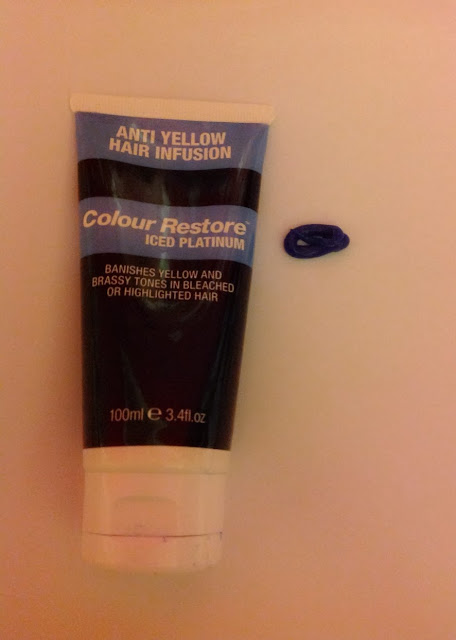 ANTI YELLOW
HAIR INFUSION
Colour Restore™
ICED PLATINUM
BANISHES YELLOW AND
BRASSY TONES IN BLEACHED
OR HIGHLIGHTED HAIR
100ml ℮ 3.4fl.oz